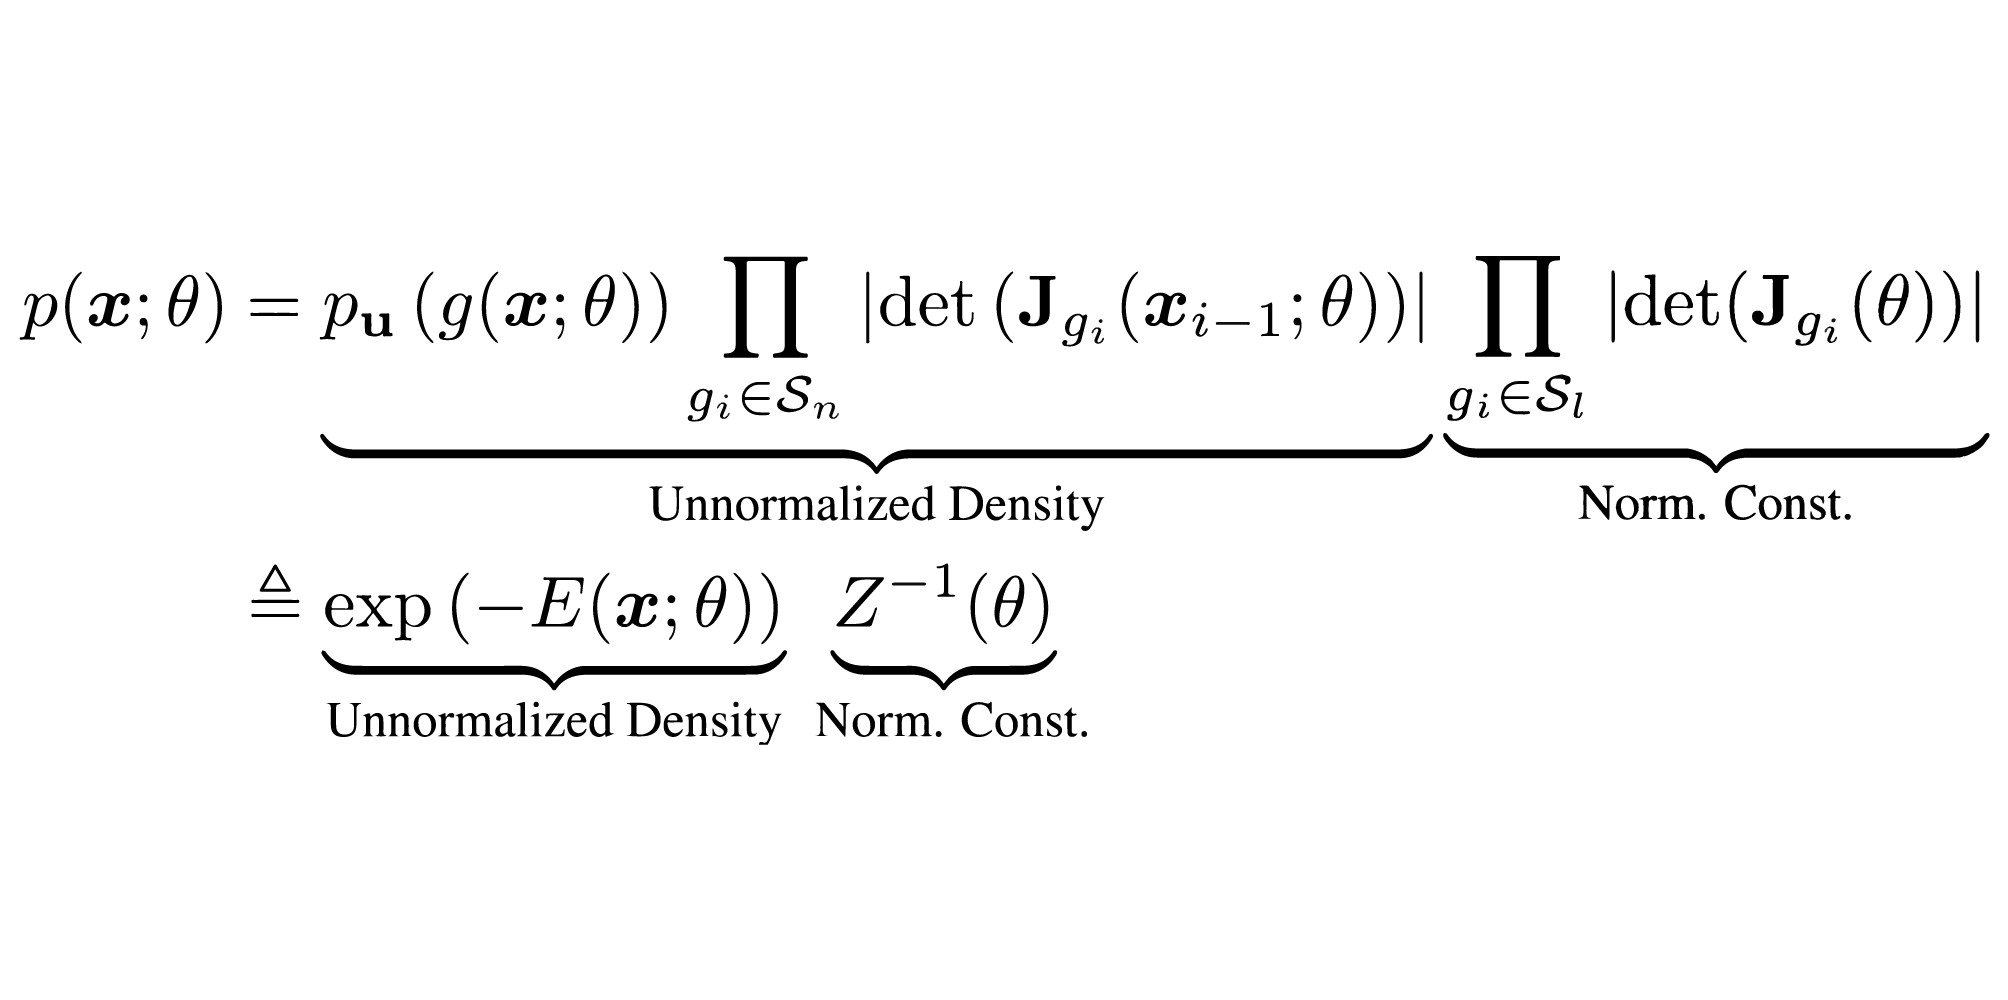 p(x; θ) = p_u (g(x; θ)) ∏_{g_i∈S_n} |det (J_{g_i}(x_{i−1}; θ))| ∏_{g_i∈S_l} |det(J_{g_i}(θ))|
Unnormalized Density Norm. Const.
≜ exp (−E(x; θ)) Z^{−1}(θ)
Unnormalized Density Norm. Const.